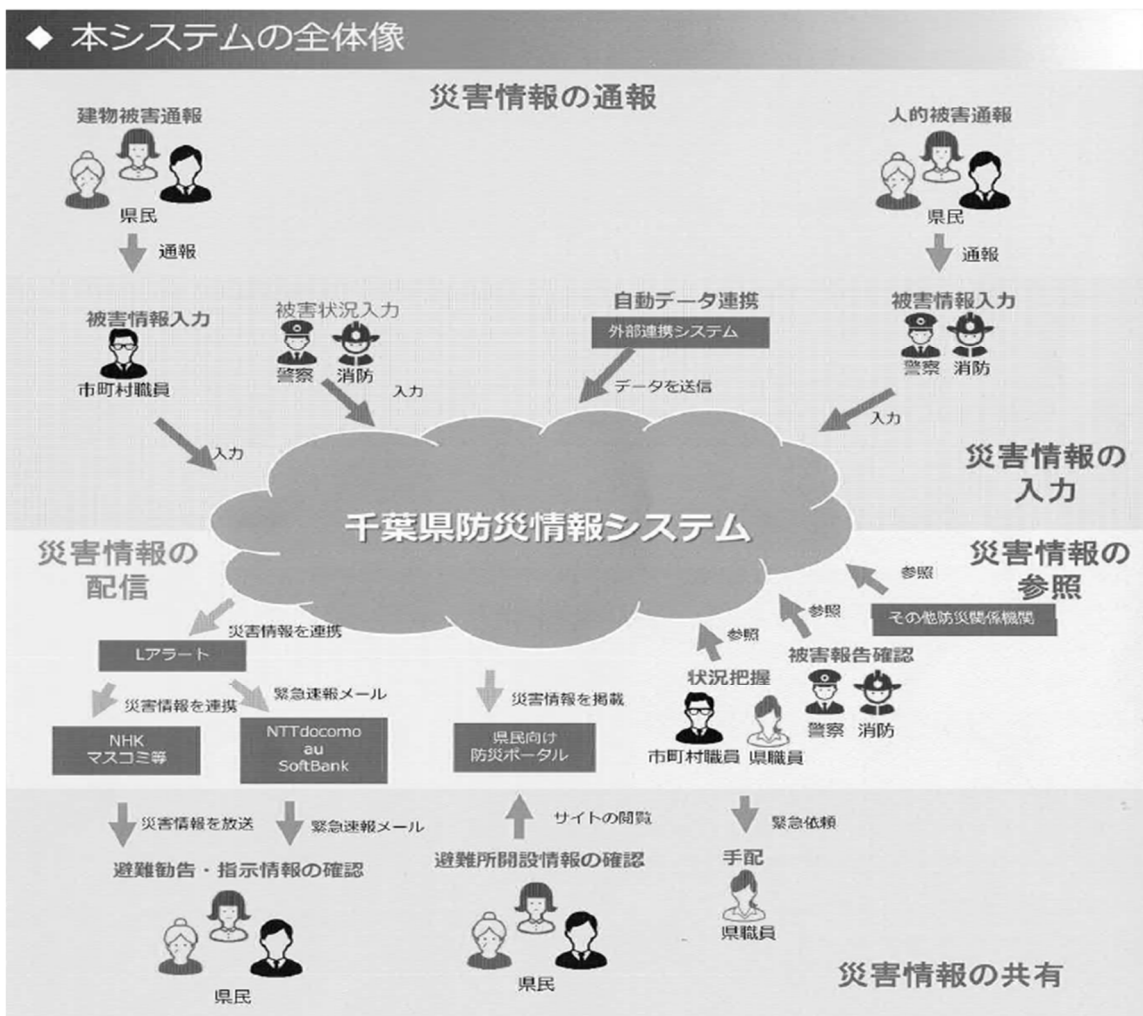 ◆ 本システムの全体像
災害情報の通報
建物被害通報
県民
通報
人的被害通報
県民
通報
被害情報入力
市町村職員
入力
被害状況入力
警察 消防
入力
自動データ連携
外部連携システム
データを送信
被害情報入力
警察 消防
入力
災害情報の
入力
千葉県防災情報システム
災害情報の
配信
災害情報を連携
Lアラート
災害情報を連携
緊急速報メール
NHK
マスコミ等
NTTdocomo
au
SoftBank
災害情報を掲載
県民向け
防災ポータル
災害情報の
参照
参照
その他防災関係機関
参照
被害報告確認
警察 消防
参照
状況把握
市町村職員 県職員
災害情報を放送
緊急速報メール
避難勧告・指示情報の確認
県民
サイトの閲覧
避難所開設情報の確認
県民
緊急依頼
手配
県職員
災害情報の共有